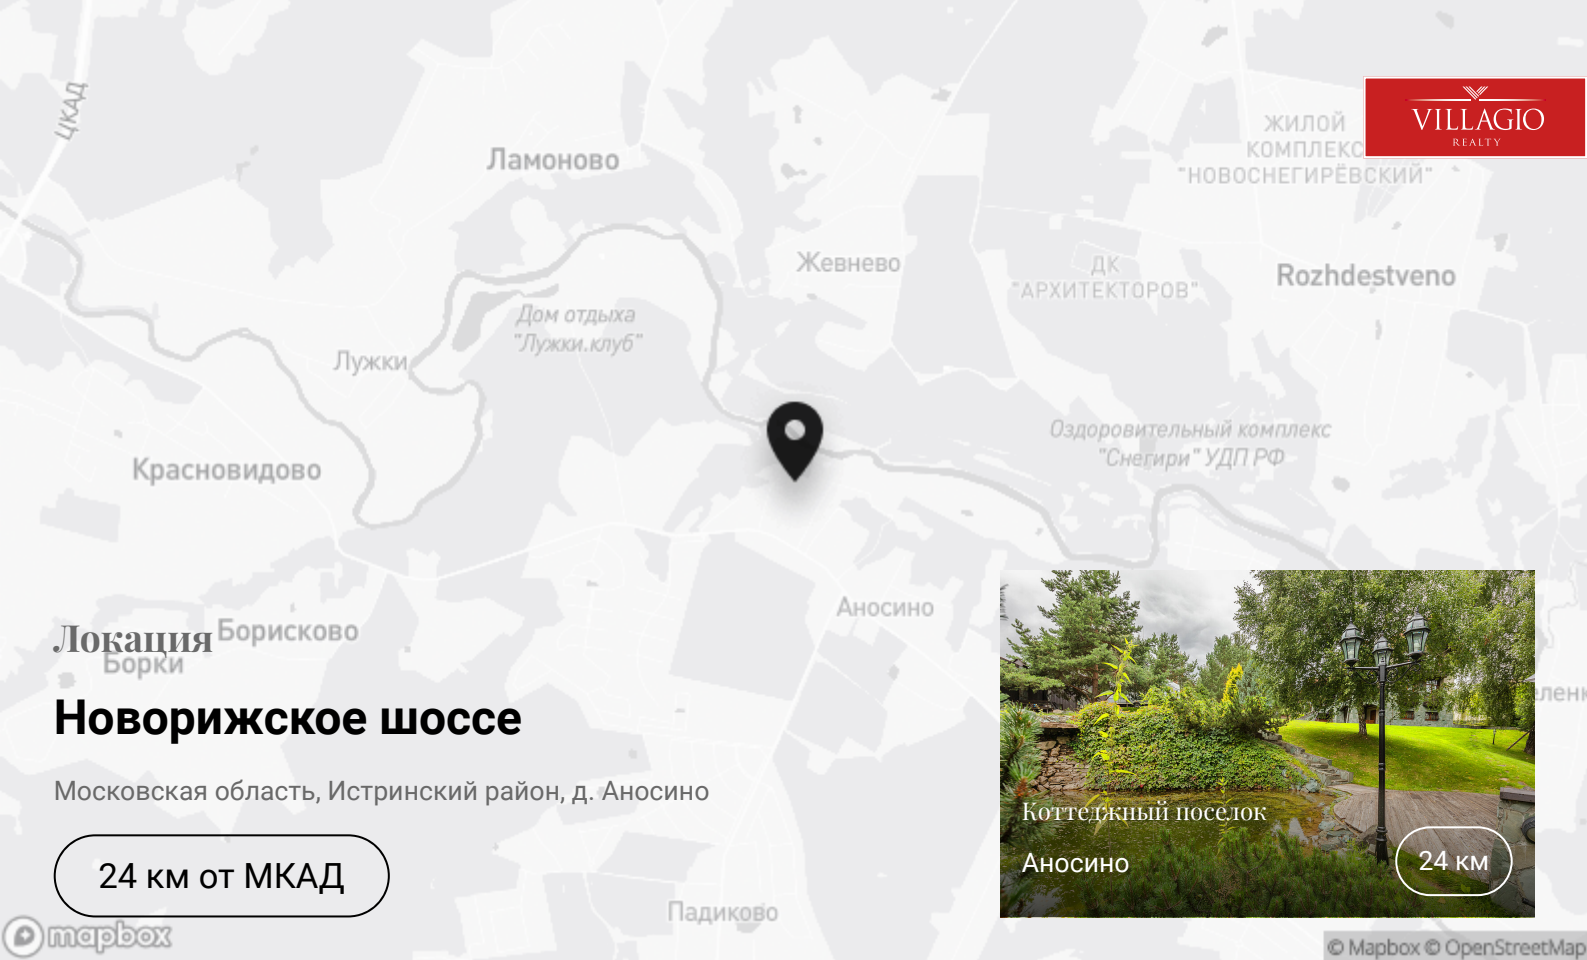 ЦКАД
Ламоново
ЖИЛОЙ
КОМПЛЕКС
"НОВОСНЕГИРЁВСКИЙ"
VILLAGIO
REALTY
Жевнево
ДК
"АРХИТЕКТОРОВ"
Rozhdestveno
Дом отдыха
"Лужки.клуб"
Лужки
Красновидово
Оздоровительный комплекс
"Снегири" УДП РФ
Аносино
Борисково
Борки
Локация
Новорижское шоссе
Московская область, Истринский район, д. Аносино
24 км от МКАД
Коттеджный поселок
Аносино
24 км
Падиково
mapbox
© Mapbox © OpenStreetMap